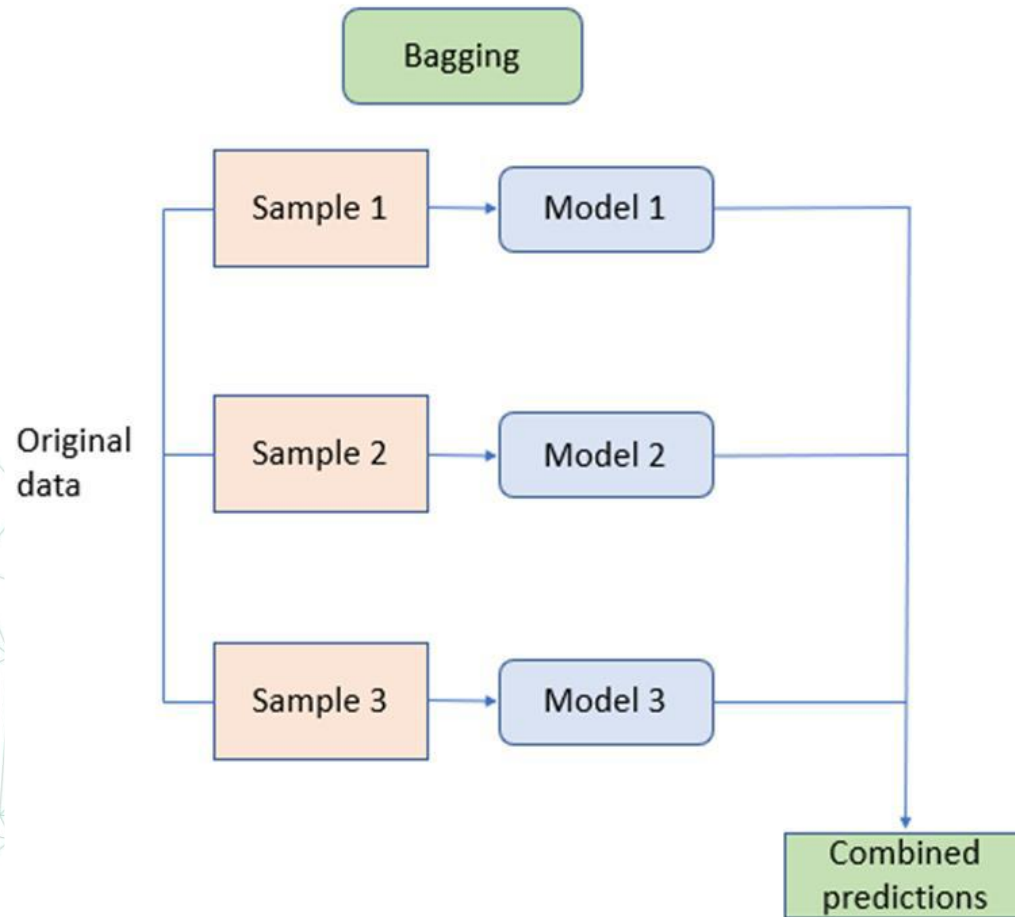 Bagging
Sample 1
Model 1
Original
data
Sample 2
Model 2
Sample 3
Model 3
Combined
predictions